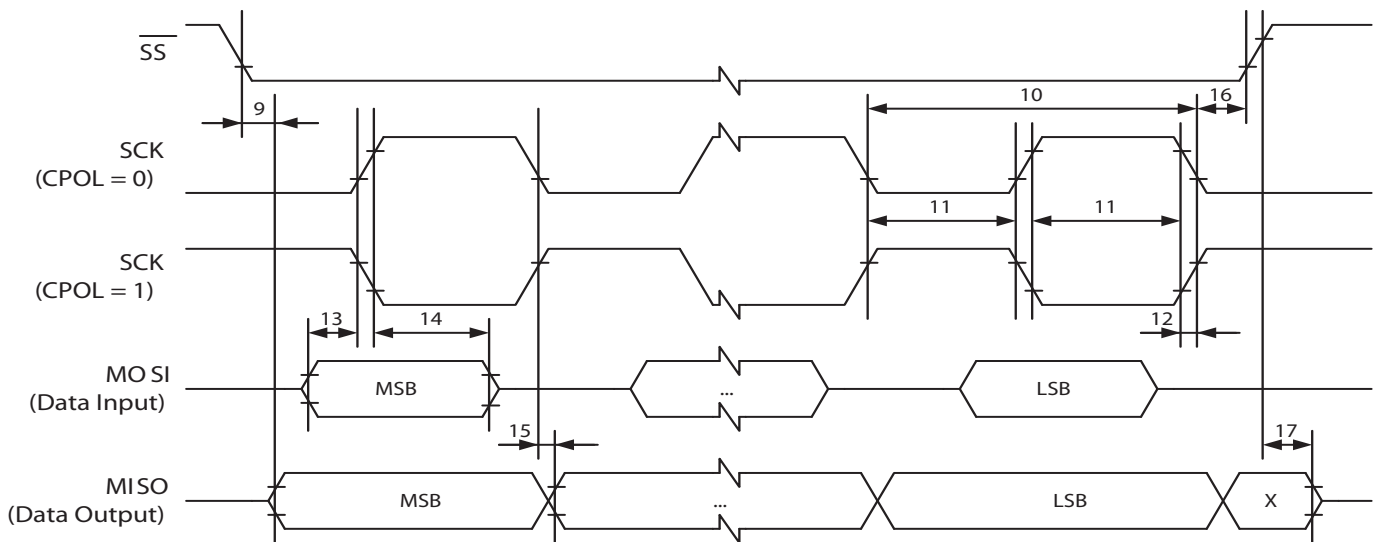 SS
10
16
9
SCK
(CPOL = 0)
11
11
SCK
(CPOL = 1)
13
14
12
MO SI
(Data Input)
MSB
...
LSB
15
17
MI SO
(Data Output)
MSB
...
LSB
X